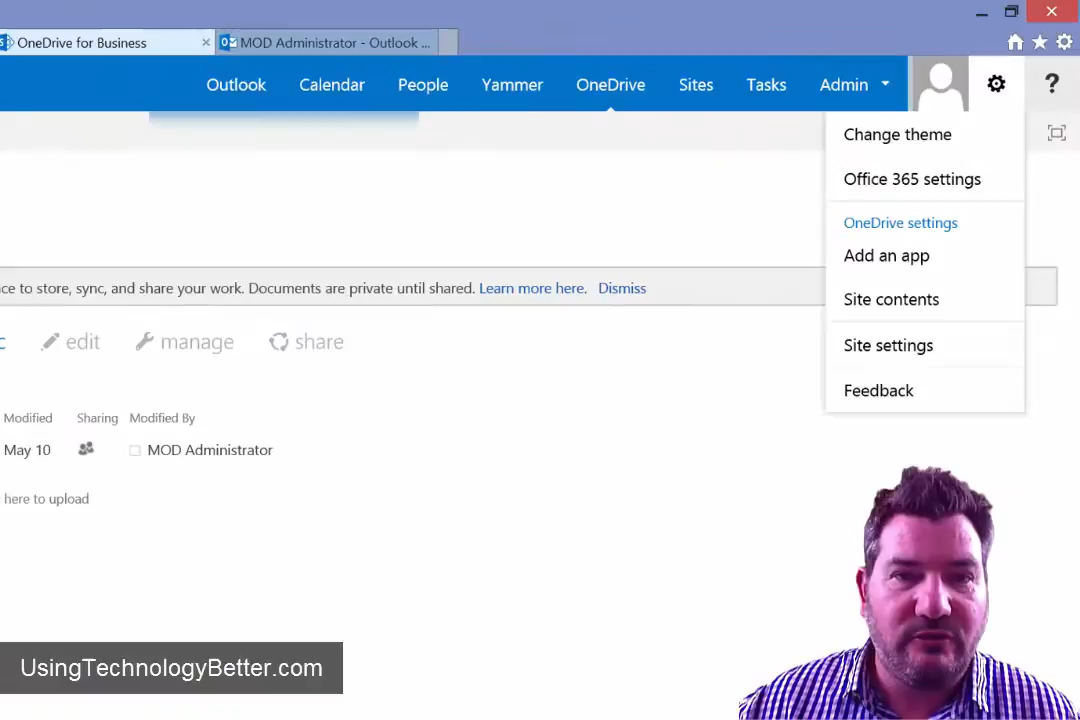 OneDrive for Business
MOD Administrator - Outlook ...
Outlook Calendar People Yammer OneDrive Sites Tasks Admin
?
Change theme
Office 365 settings
OneDrive settings
Add an app
Site contents
Site settings
Feedback
ce to store, sync, and share your work. Documents are private until shared. Learn more here. Dismiss
c edit manage share
Modified Sharing Modified By
May 10 MOD Administrator
here to upload
UsingTechnologyBetter.com